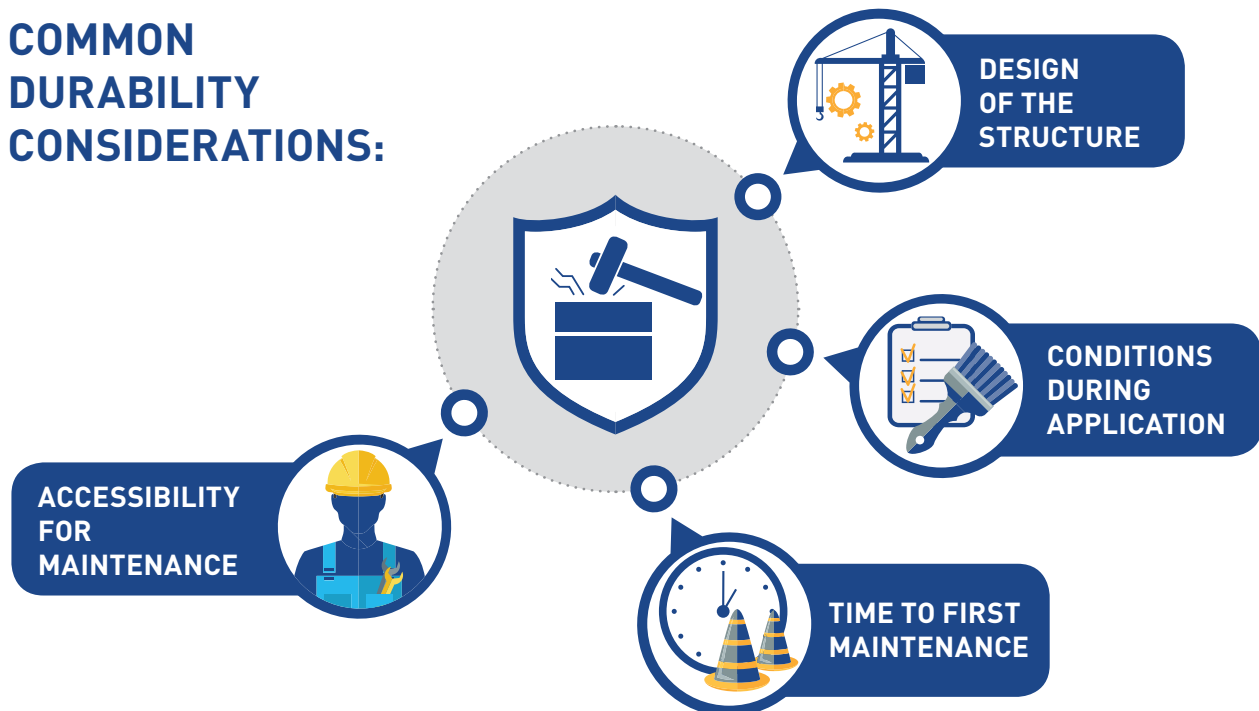 COMMON
DURABILITY
CONSIDERATIONS:
DESIGN
OF THE
STRUCTURE
CONDITIONS
DURING
APPLICATION
TIME TO FIRST
MAINTENANCE
ACCESSIBILITY
FOR
MAINTENANCE